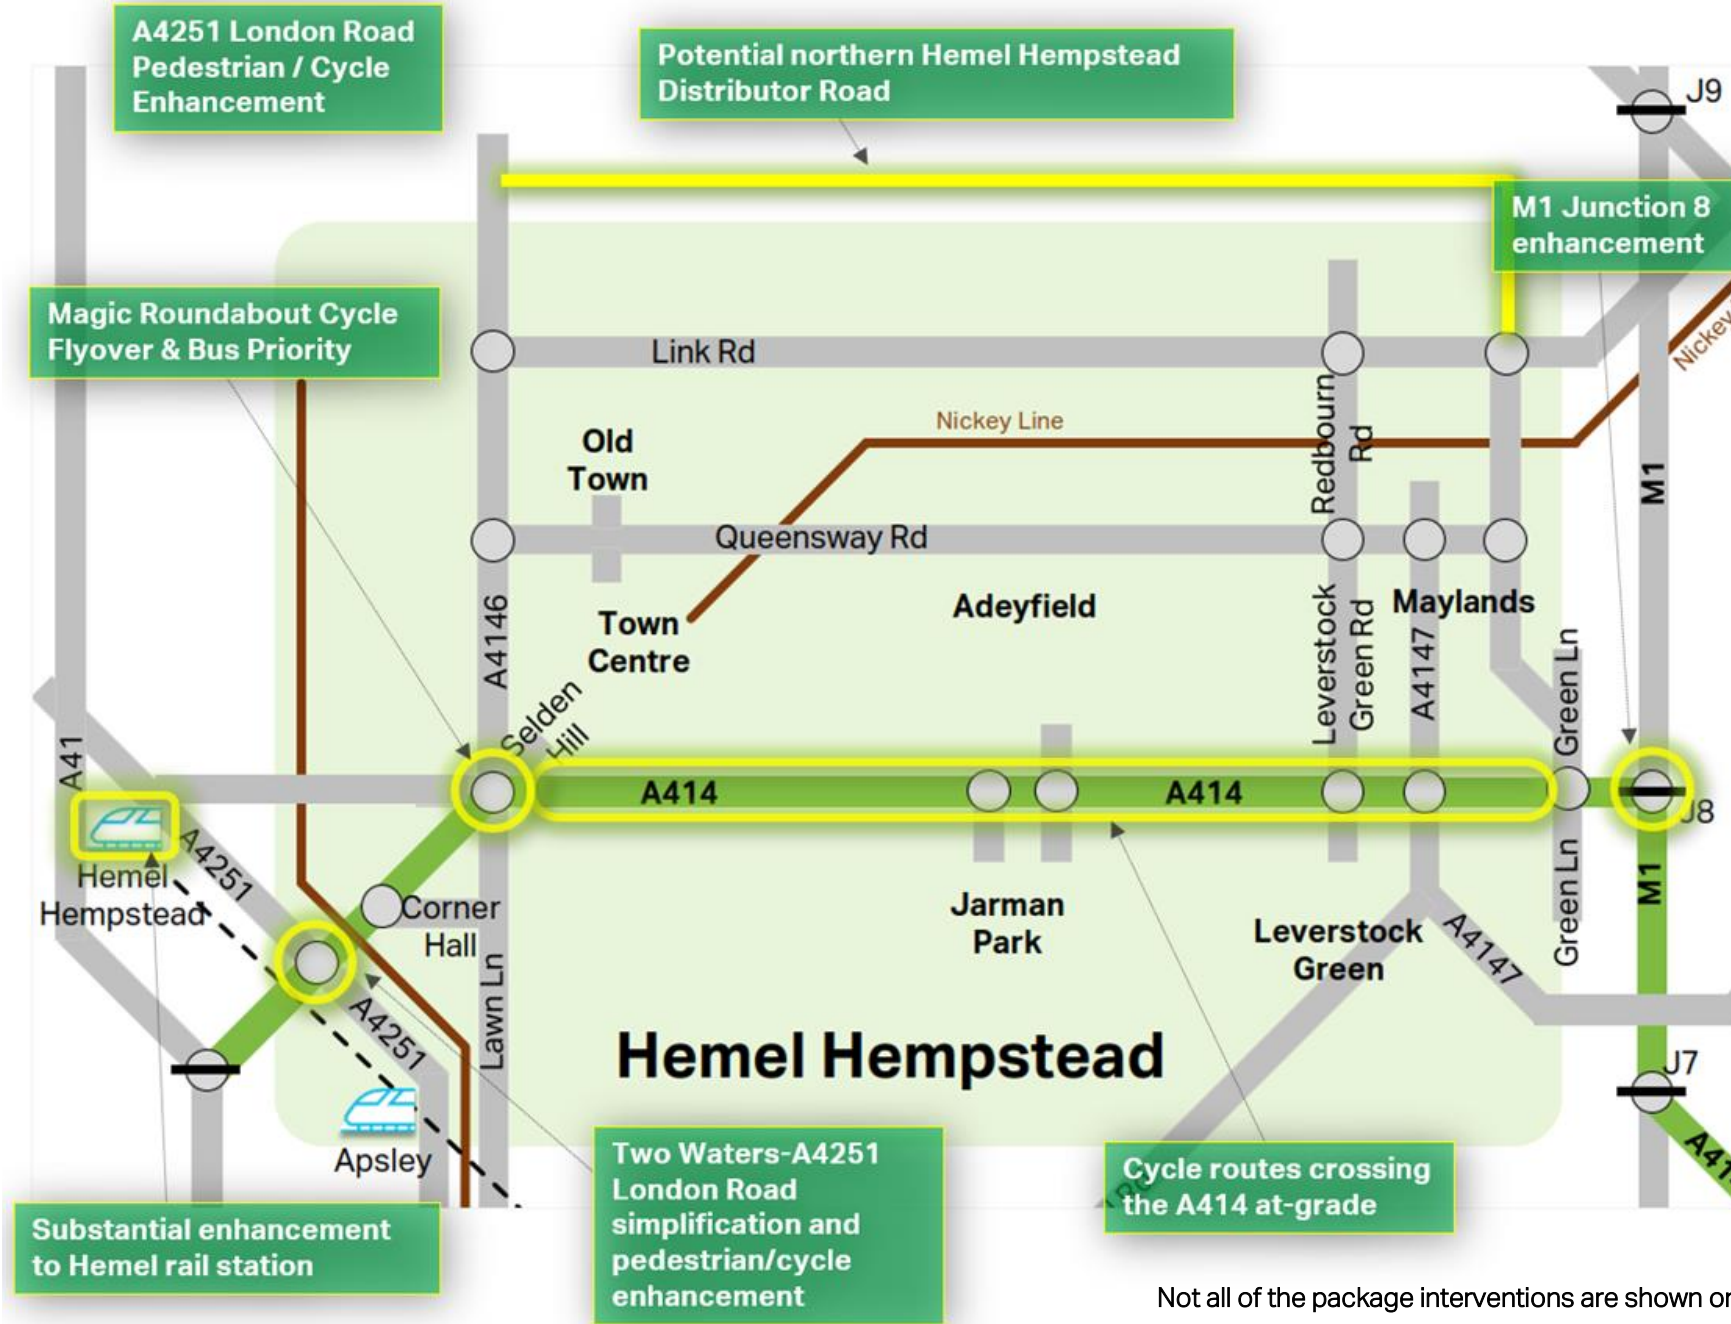 A4251 London Road
Pedestrian / Cycle
Enhancement
Potential northern Hemel Hempstead
Distributor Road
J9
M1 Junction 8
enhancement
Magic Roundabout Cycle
Flyover & Bus Priority
Link Rd
Nickey
Nickey Line
Redbourn
Rd
Old
Town
M1
Queensway Rd
A4146
Town
Centre
Adeyfield
Maylands
Leverstock
Green Rd
A4147
Green Ln
Selden
Hill
A41
A414
A414
J8
Hemel
Hempstead
A4251
Corner
Hall
Jarman
Park
Leverstock
Green
A4147
Green Ln
M1
Lawn Ln
A4251
Hemel Hempstead
J7
Apsley
Two Waters-A4251
London Road
simplification and
pedestrian/cycle
enhancement
Cycle routes crossing
the A414 at-grade
Substantial enhancement
to Hemel rail station
Not all of the package interventions are shown